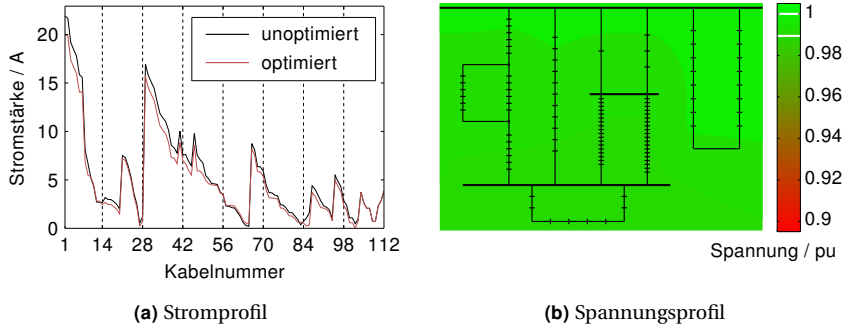 Stromstärke / A
20
15
10
5
0
unoptimiert
optimiert
1 14 28 42 56 70 84 98 112
Kabelnummer
(a) Stromprofil
1
0.98
0.96
0.94
0.92
0.9
Spannung / pu
(b) Spannungsprofil